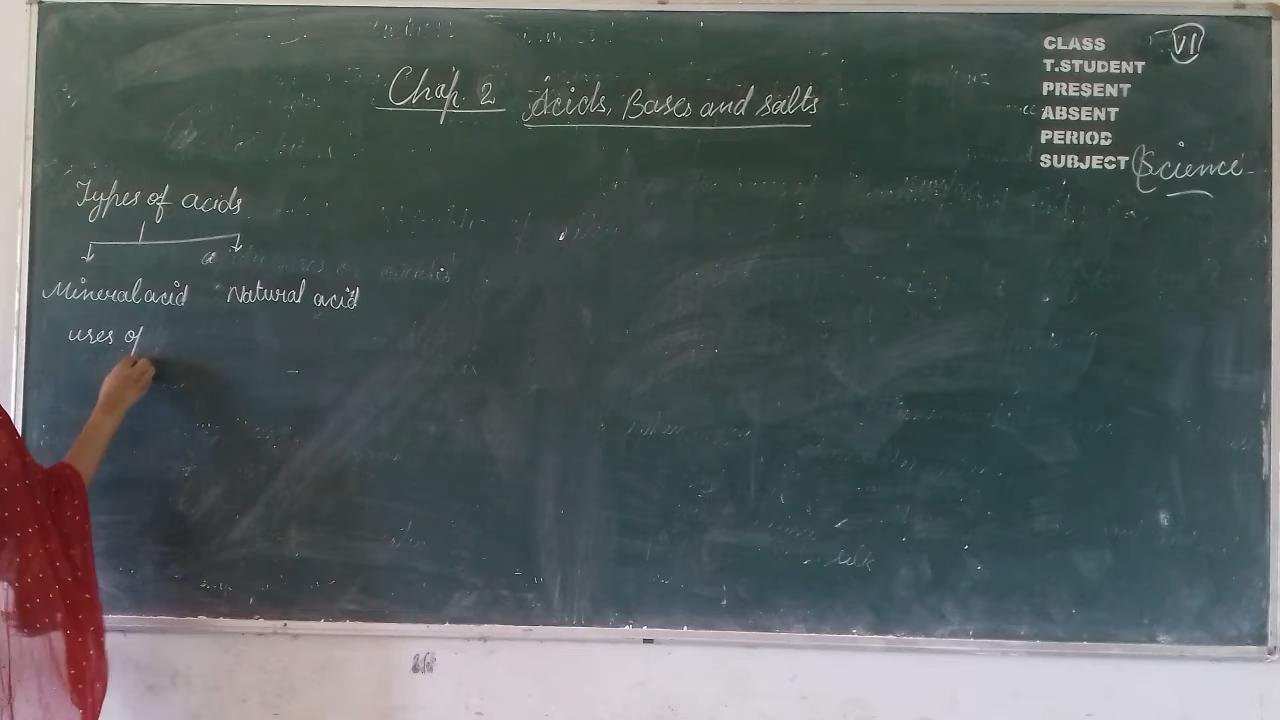 CLASS VI
T.STUDENT
PRESENT
ABSENT
PERIOD
SUBJECT Science
Chap. 2 Acids, Bases and salts
Types of acids
Mineral acid Natural acid
uses of
silk